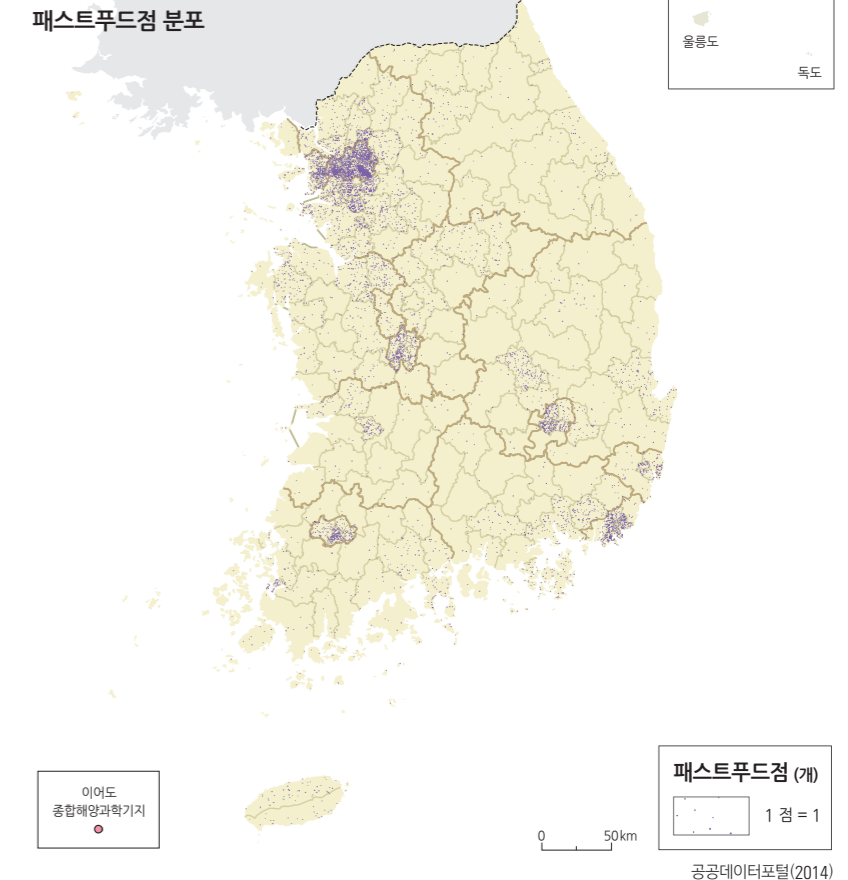 패스트푸드점 분포
울릉도
독도
이어도
종합해양과학기지
0 50km
패스트푸드점 (개)
1 점 = 1
공공데이터포털(2014)